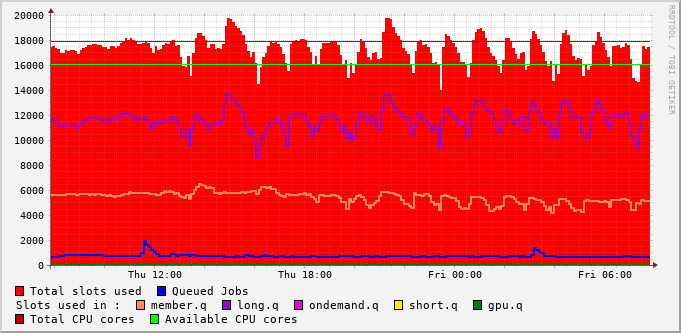 20000
18000
16000
14000
12000
10000
8000
6000
4000
2000
0
Thu 12:00 Thu 18:00 Fri 00:00 Fri 06:00
Total slots used Queued Jobs
Slots used in : member.q long.q ondemand.q short.q gpu.q
Total CPU cores Available CPU cores
RRDTOOL / TOBI OETIKER